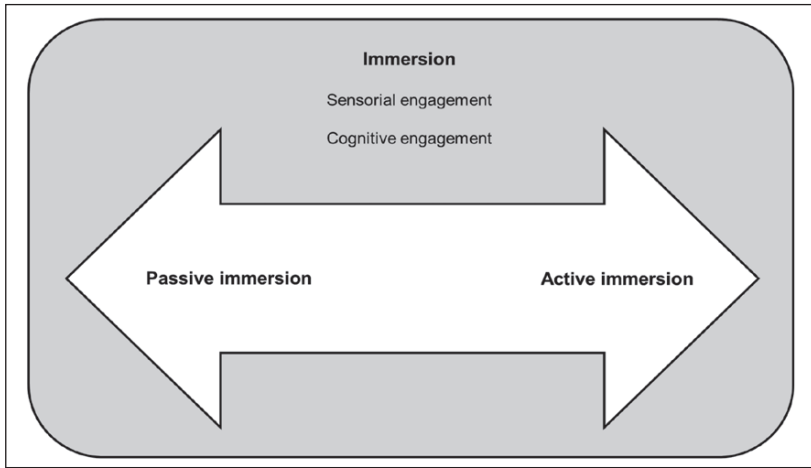 Immersion
Sensorial engagement
Cognitive engagement
Passive immersion
Active immersion